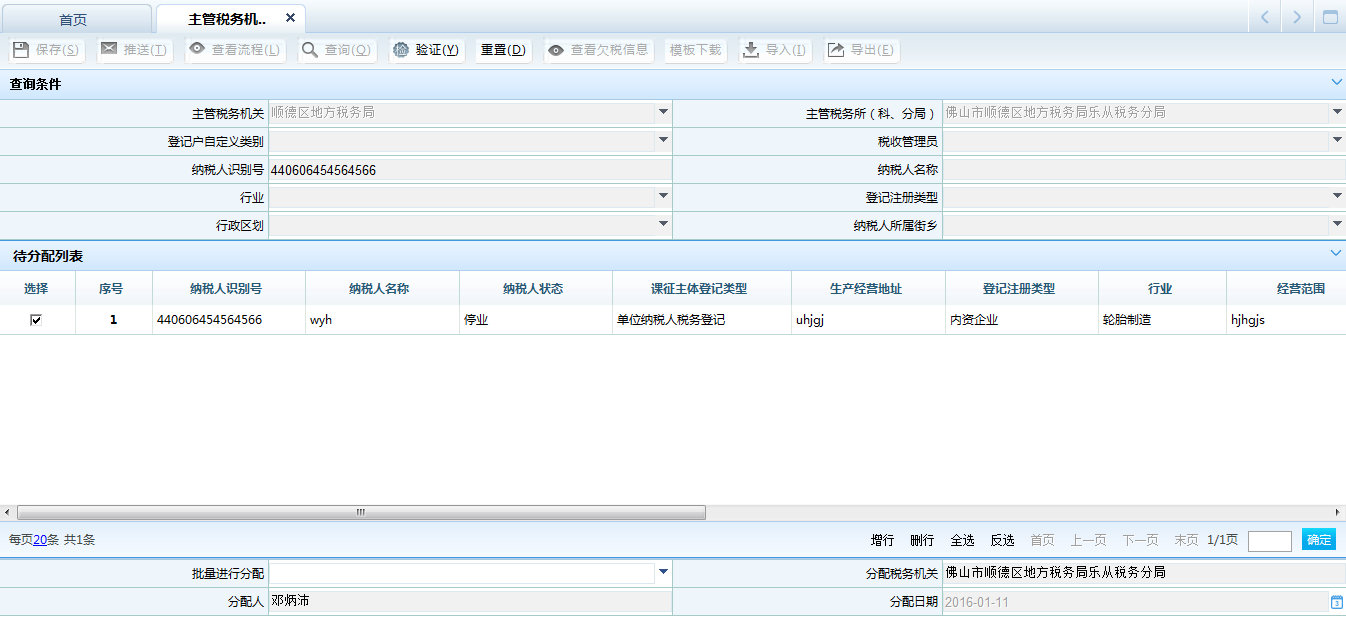 首页 主管税务机..
保存(S) 推送(T) 查看流程(L) 查询(Q) 验证(Y) 重置(D) 查看欠税信息 模板下载 导入(I) 导出(E)
查询条件
主管税务机关 顺德区地方税务局 主管税务所（科、分局） 佛山市顺德区地方税务局乐从税务分局
登记户自定义类别 税收管理员
纳税人识别号 440606454564566 纳税人名称
行业 登记注册类型
行政区划 纳税人所属街乡
待分配列表
选择 序号 纳税人识别号 纳税人名称 纳税人状态 课征主体登记类型 生产经营地址 登记注册类型 行业 经营范围
1 440606454564566 wyh 停业 单位纳税人税务登记 uhjgj 内资企业 轮胎制造 hjhgjs
每页20条 共1条 增行 删行 全选 反选 首页 上一页 下一页 末页 1/1页 确定
批量进行分配 分配税务机关 佛山市顺德区地方税务局乐从税务分局
分配人 邓炳沛 分配日期 2016-01-11